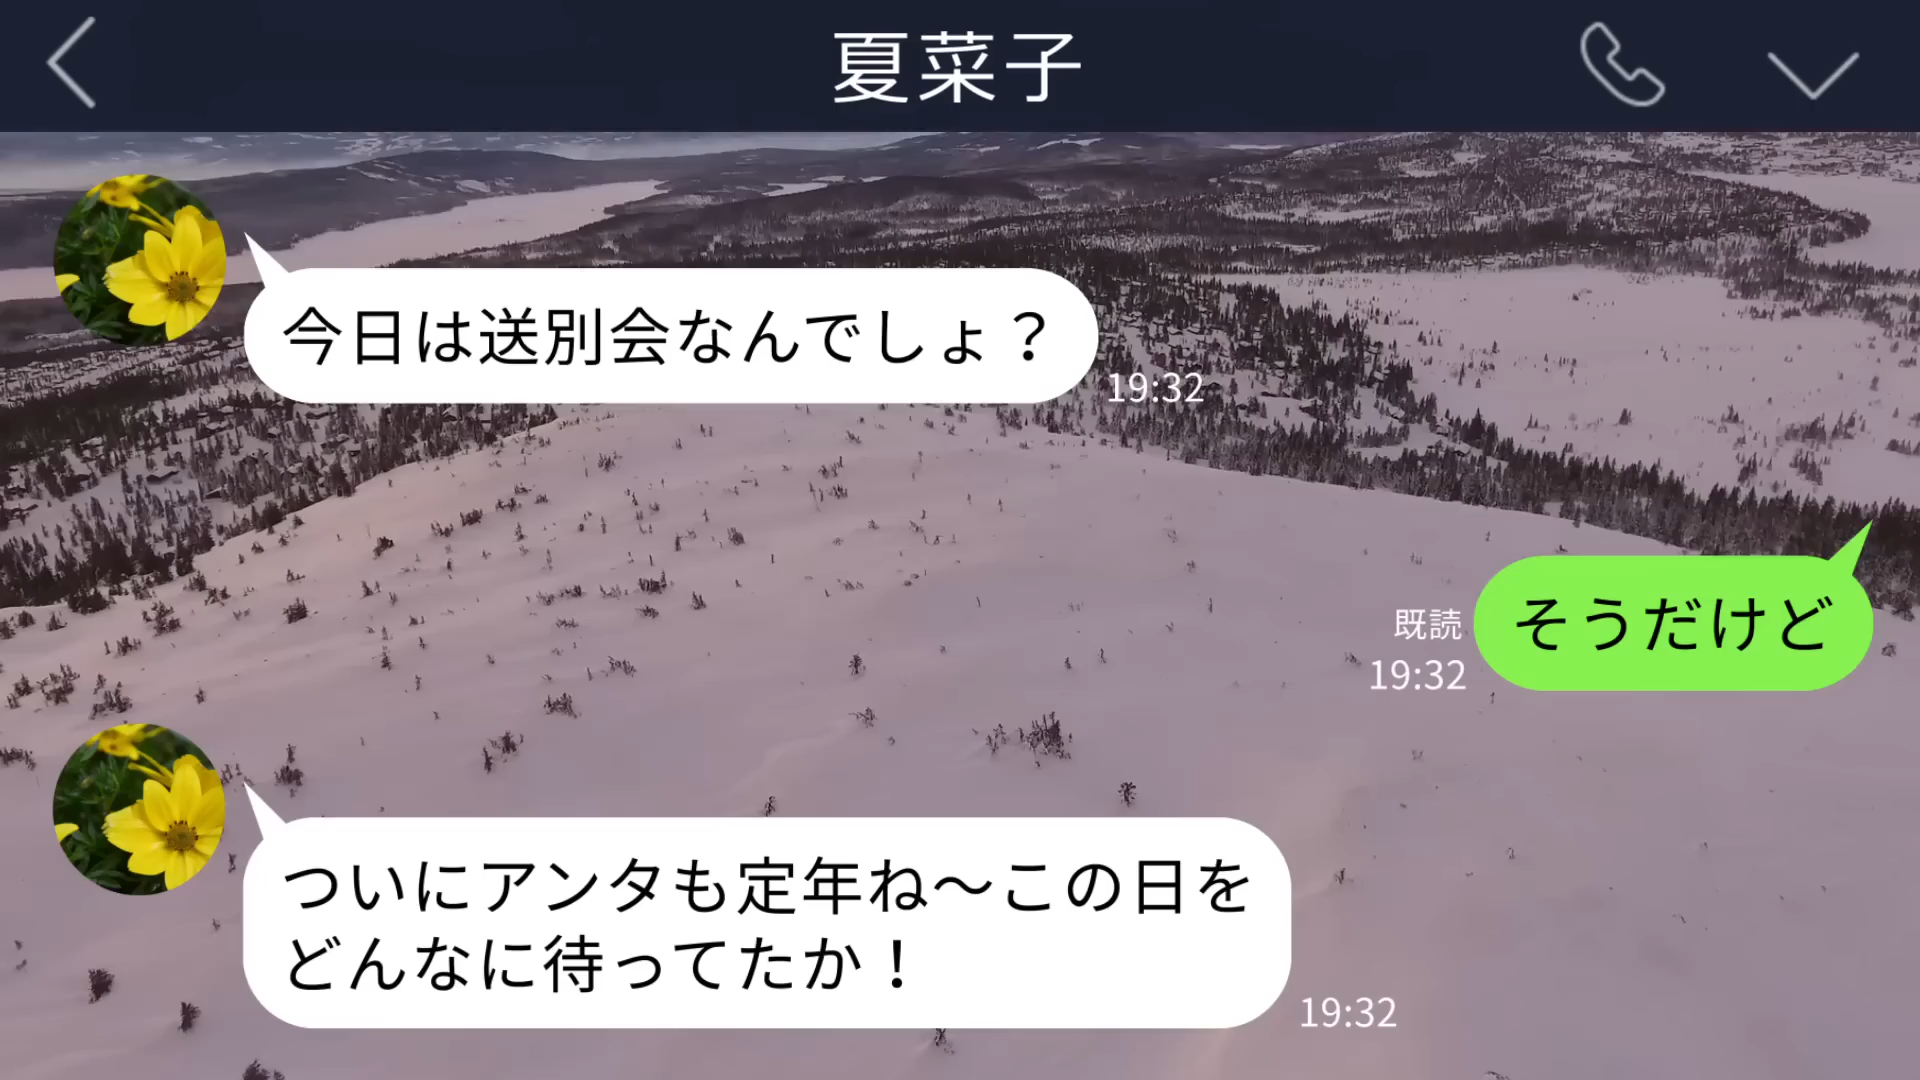 夏菜子
今日は送別会なんでしょ？
19:32
そうだけど
既読
19:32
ついにアンタも定年ね～この日を
どんなに待ってたか！
19:32